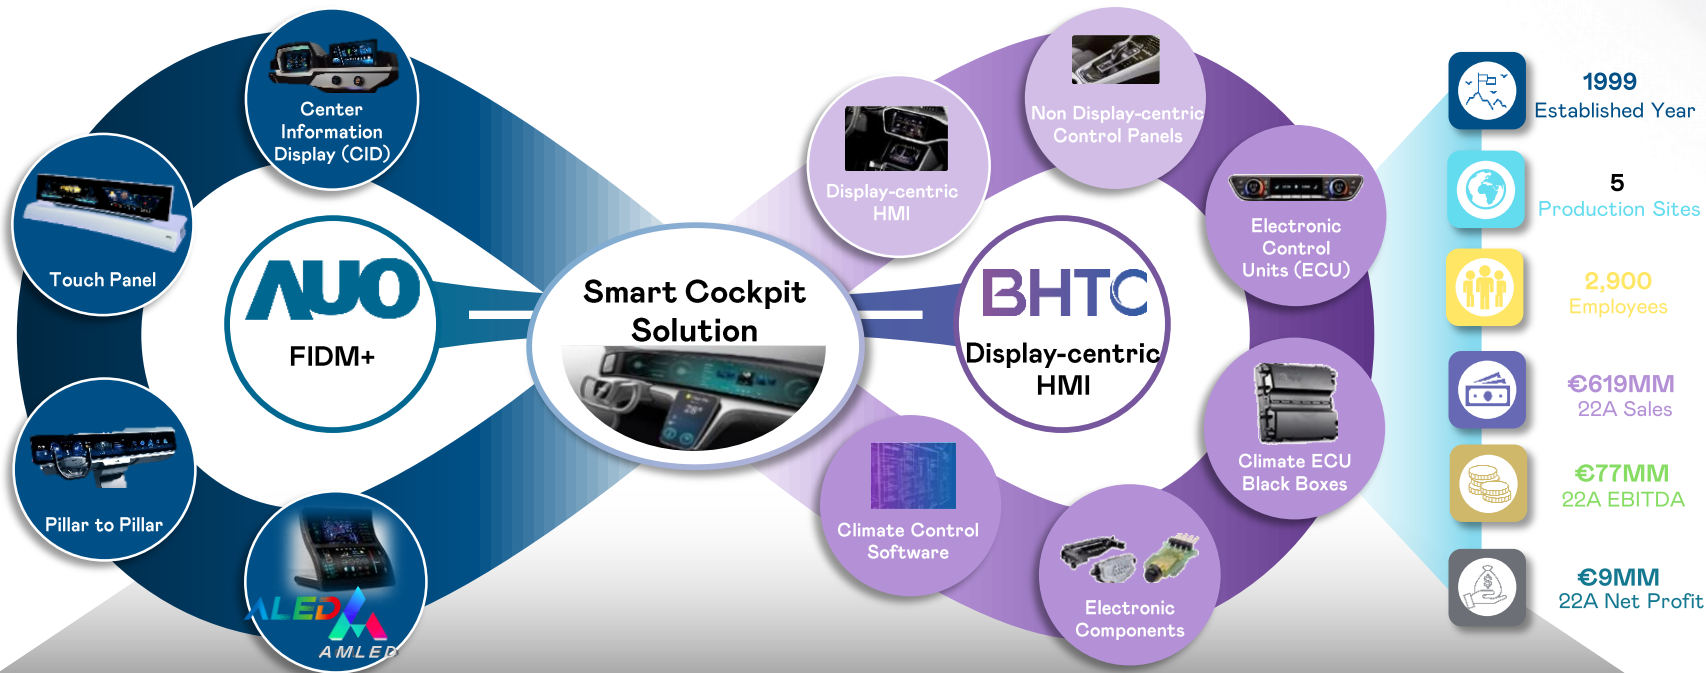 Center
Information
Display (CID)
Touch Panel
AUO
FIDM+
Pillar to Pillar
ALED
AMLED
Smart Cockpit
Solution
Display-centric
HMI
Non Display-centric
Control Panels
Electronic
Control
Units (ECU)
BHTC
Display-centric
HMI
Climate ECU
Black Boxes
Climate Control
Software
Electronic
Components
1999
Established Year
5
Production Sites
2,900
Employees
€619MM
22A Sales
€77MM
22A EBITDA
€9MM
22A Net Profit